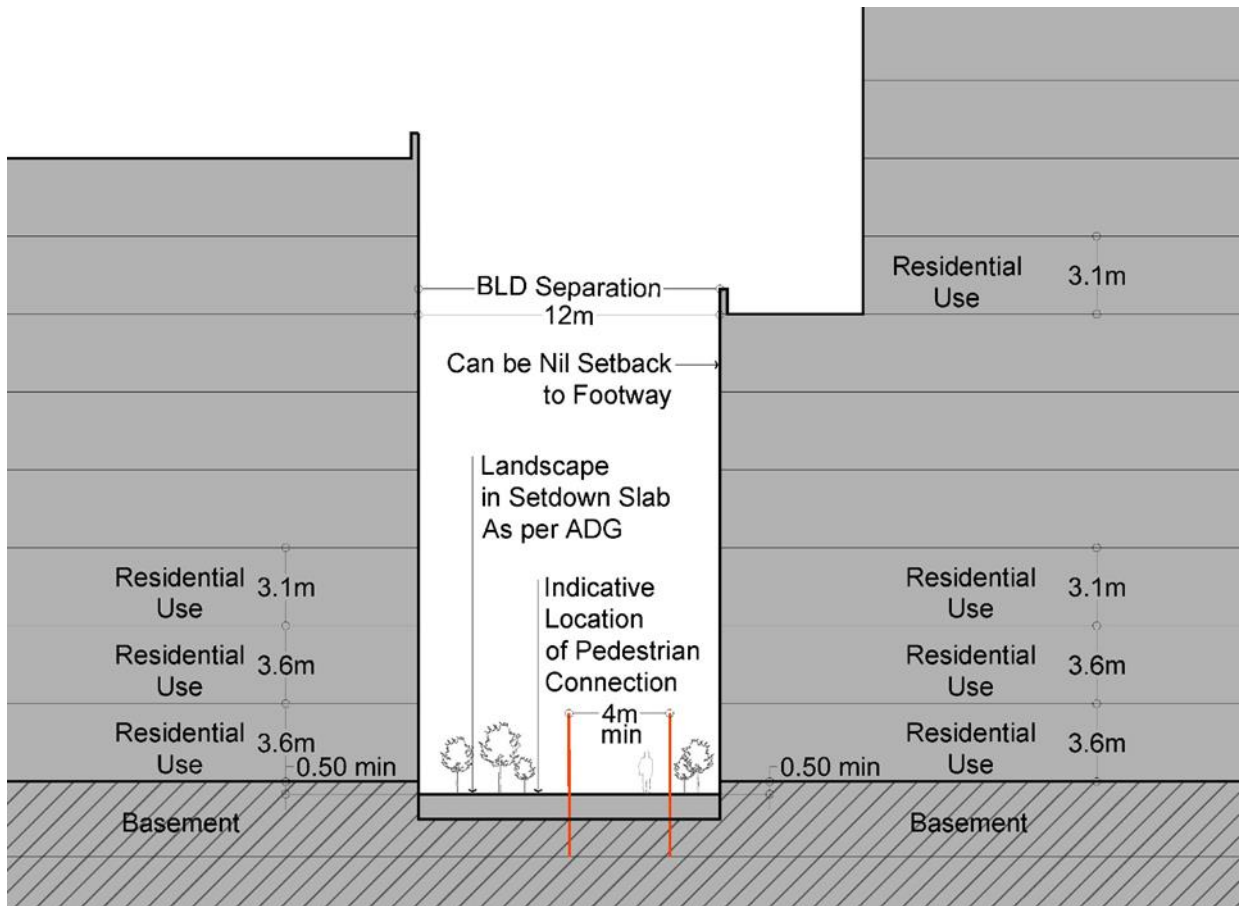 BLD Separation
12m
Residential
Use
3.1m
Can be Nil Setback
to Footway
Landscape
in Setdown Slab
As per ADG
Residential
Use
3.1m
Indicative
Location
of Pedestrian
Connection
Residential
Use
3.1m
Residential
Use
3.6m
Residential
Use
3.6m
4m
min
Residential
Use
3.6m
0.50 min
Residential
Use
3.6m
0.50 min
Basement
Basement